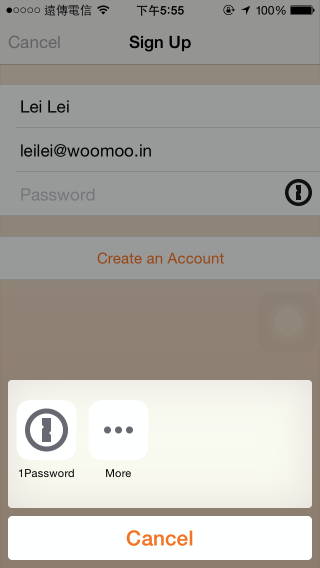 遠傳電信 下午5:55 100%
Cancel Sign Up
Lei Lei
leilei@woomoo.in
Password
Create an Account
1Password More
Cancel